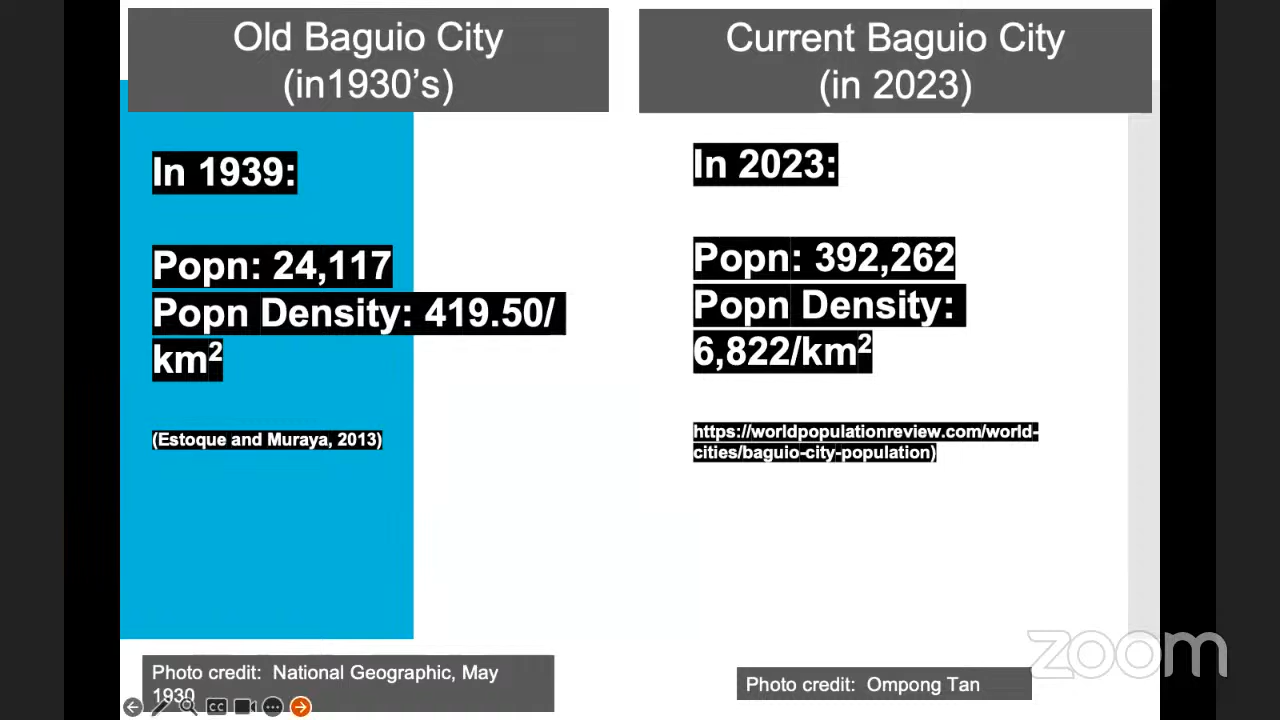 Old Baguio City
(in1930's)
In 1939:
Popn: 24,117
Popn Density: 419.50/
km²
(Estoque and Muraya, 2013)
Photo credit: National Geographic, May
1930
Current Baguio City
(in 2023)
In 2023:
Popn: 392,262
Popn Density:
6,822/km²
https://worldpopulationreview.com/world-
cities/baguio-city-population)
Photo credit: Ompong Tan
zoom
CC